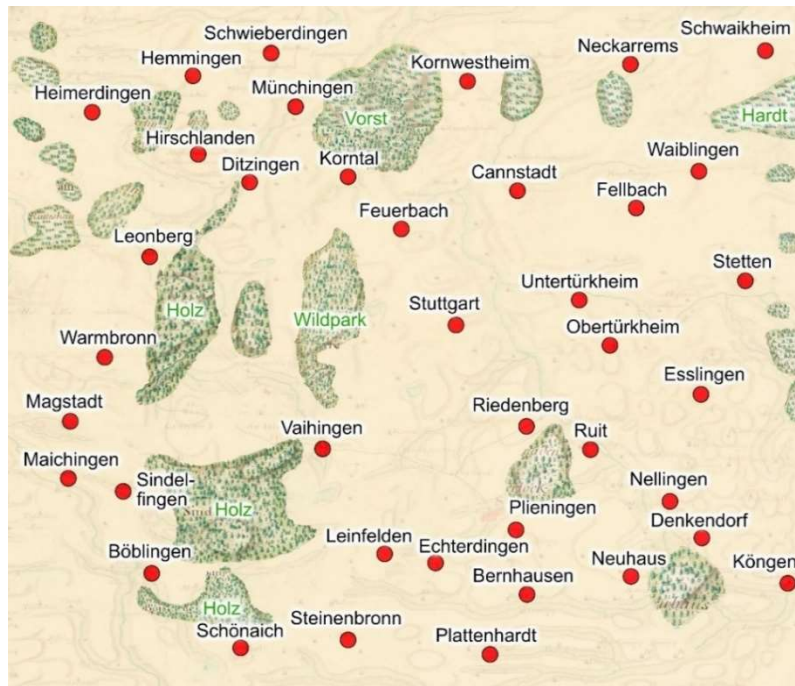 Schwieberdingen
Schwaikheim
Hemmingen
Kornwestheim
Neckarrems
Heimerdingen
Münchingen
Vorst
Hardt
Hirschlanden
Ditzingen
Korntal
Cannstadt
Waiblingen
Fellbach
Feuerbach
Leonberg
Stetten
Holz
Wildpark
Stuttgart
Untertürkheim
Obertürkheim
Warmbronn
Esslingen
Magstadt
Riedenberg
Vaihingen
Ruit
Maichingen
Sindel-
fingen
Holz
Plieningen
Nellingen
Denkendorf
Leinfelden
Echterdingen
Böblingen
Bernhausen
Neuhaus
Köngen
Holz
Schönaich
Steinenbronn
Plattenhardt